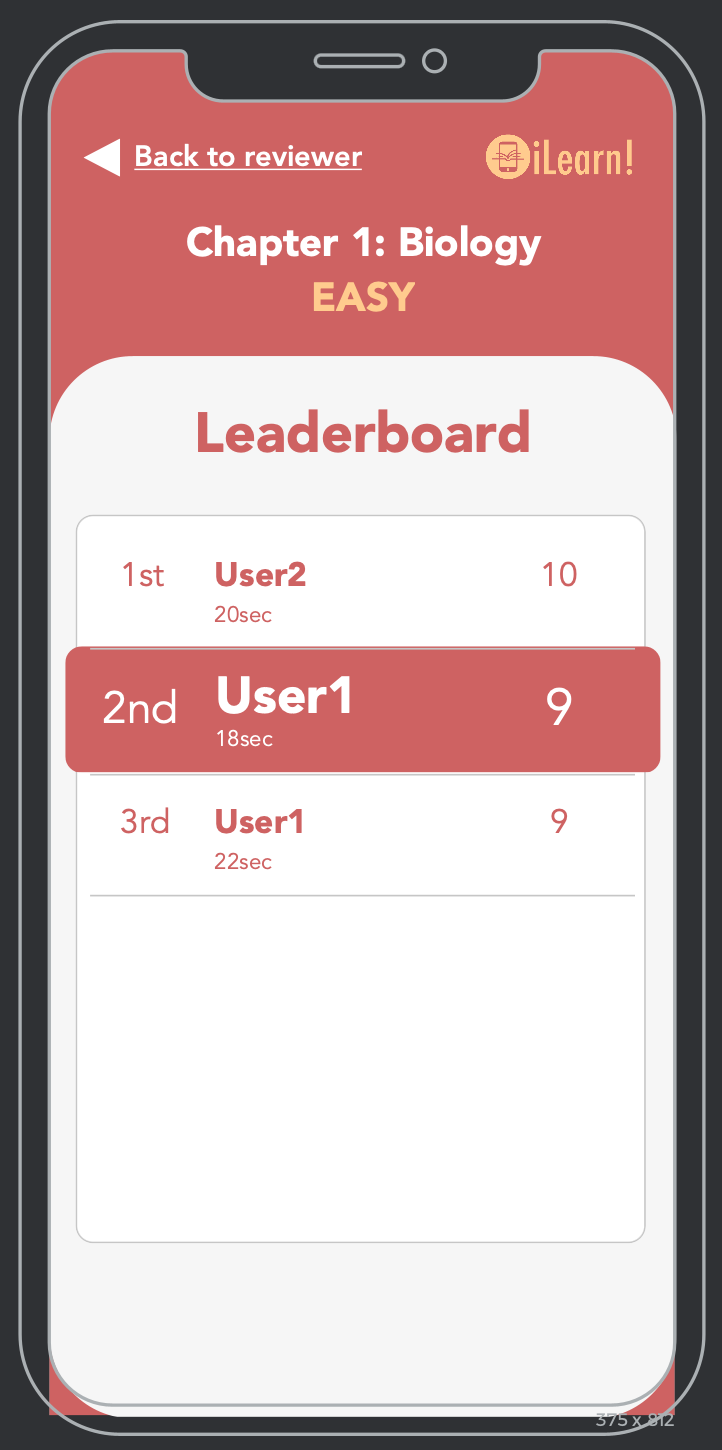 Back to reviewer
iLearn!
Chapter 1: Biology
EASY
Leaderboard
1st User2 10
20sec
2nd User1 9
18sec
3rd User1 9
22sec
375 x 812